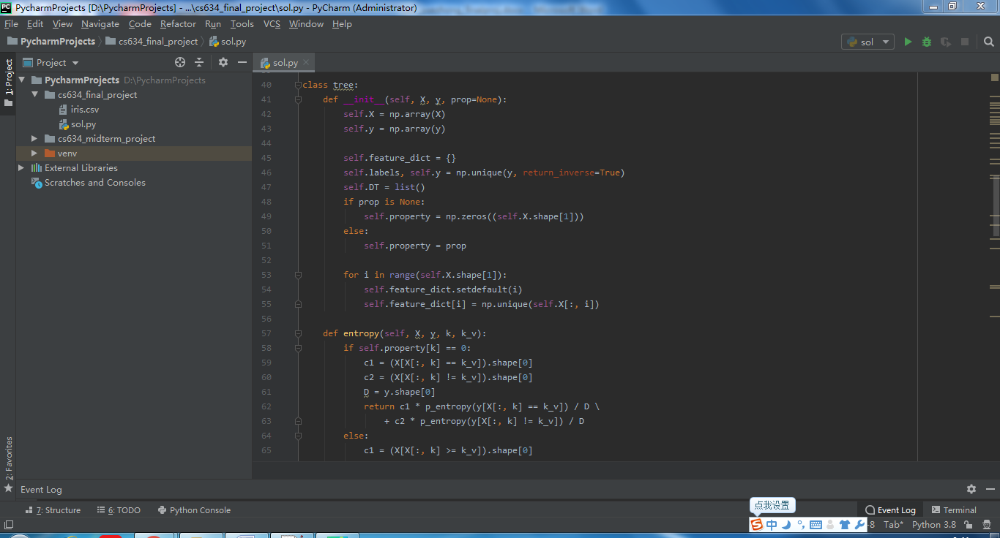 PycharmProjects [D:\PycharmProjects] - ...\cs634_final_project\sol.py - PyCharm (Administrator)
File Edit View Navigate Code Refactor Run Tools VCS Window Help
PycharmProjects cs634_final_project sol.py
sol
1: Project
Project
sol.py
PycharmProjects D:\PycharmProjects
cs634_final_project
iris.csv
sol.py
cs634_midterm_project
venv
External Libraries
Scratches and Consoles
40 class tree:
41 def __init__(self, X, y, prop=None):
42 self.X = np.array(X)
43 self.y = np.array(y)
44
45 self.feature_dict = {}
46 self.labels, self.y = np.unique(y, return_inverse=True)
47 self.DT = list()
48 if prop is None:
49 self.property = np.zeros((self.X.shape[1]))
50 else:
51 self.property = prop
52
53 for i in range(self.X.shape[1]):
54 self.feature_dict.setdefault(i)
55 self.feature_dict[i] = np.unique(self.X[:, i])
56
57 def entropy(self, X, y, k, k_v):
58 if self.property[k] == 0:
59 c1 = (X[X[:, k] == k_v]).shape[0]
60 c2 = (X[X[:, k] != k_v]).shape[0]
61 D = y.shape[0]
62 return c1 * p_entropy(y[X[:, k] == k_v]) / D \
63 + c2 * p_entropy(y[X[:, k] != k_v]) / D
64 else:
65 c1 = (X[X[:, k] >= k_v]).shape[0]
2: Favorites
Event Log
7: Structure 6: TODO Python Console
点我设置
Event Log Terminal
中
-8 Tab* Python 3.8